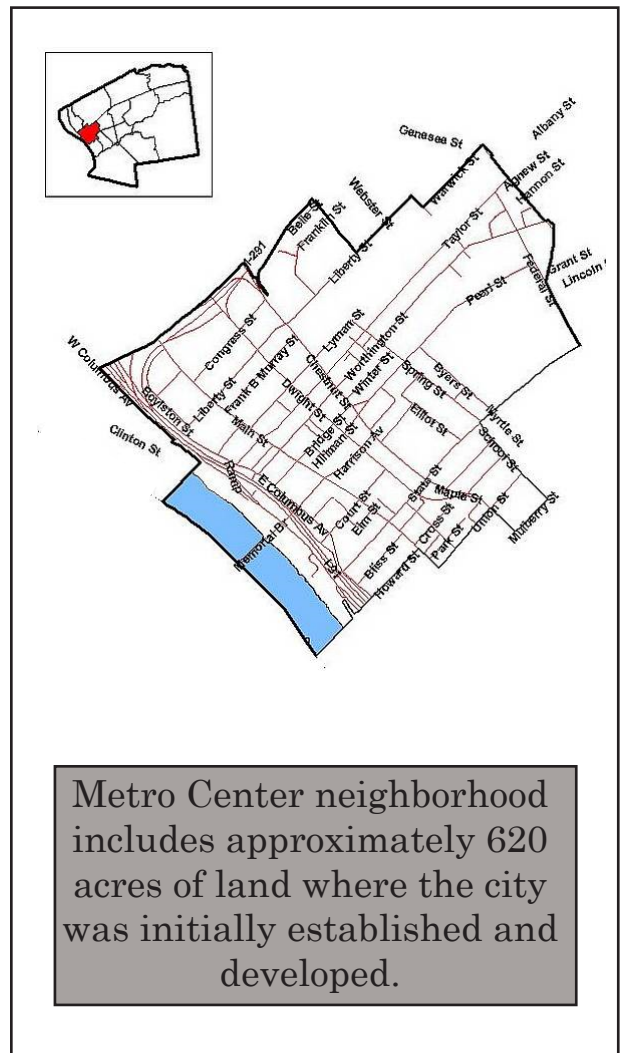 Albany St
Genesee St
Agnew St
Hannon St
Warwick St
Webster St
Belle St
Franklin St
Taylor St
Liberty St
I-291
Grant St
Lincoln
Federal St
Pearl St
Lyman St
Worthington St
Congress St
Winter St
Chestnut St
Spring St
Byers St
W Columbus Av
Frank B Murray St
Liberty St
Dwight St
Boylston St
Elliot St
Myrtle St
Main St
Bridge St
Hillman St
Harrison Av
School St
Clinton St
Ramp
E Columbus Av
State St
Maple St
Court St
Elm St
Cross St
Union St
Mulberry St
Memorial Br
Park St
I-91
Bliss St
Howard St
Metro Center neighborhood
includes approximately 620
acres of land where the city
was initially established and
developed.